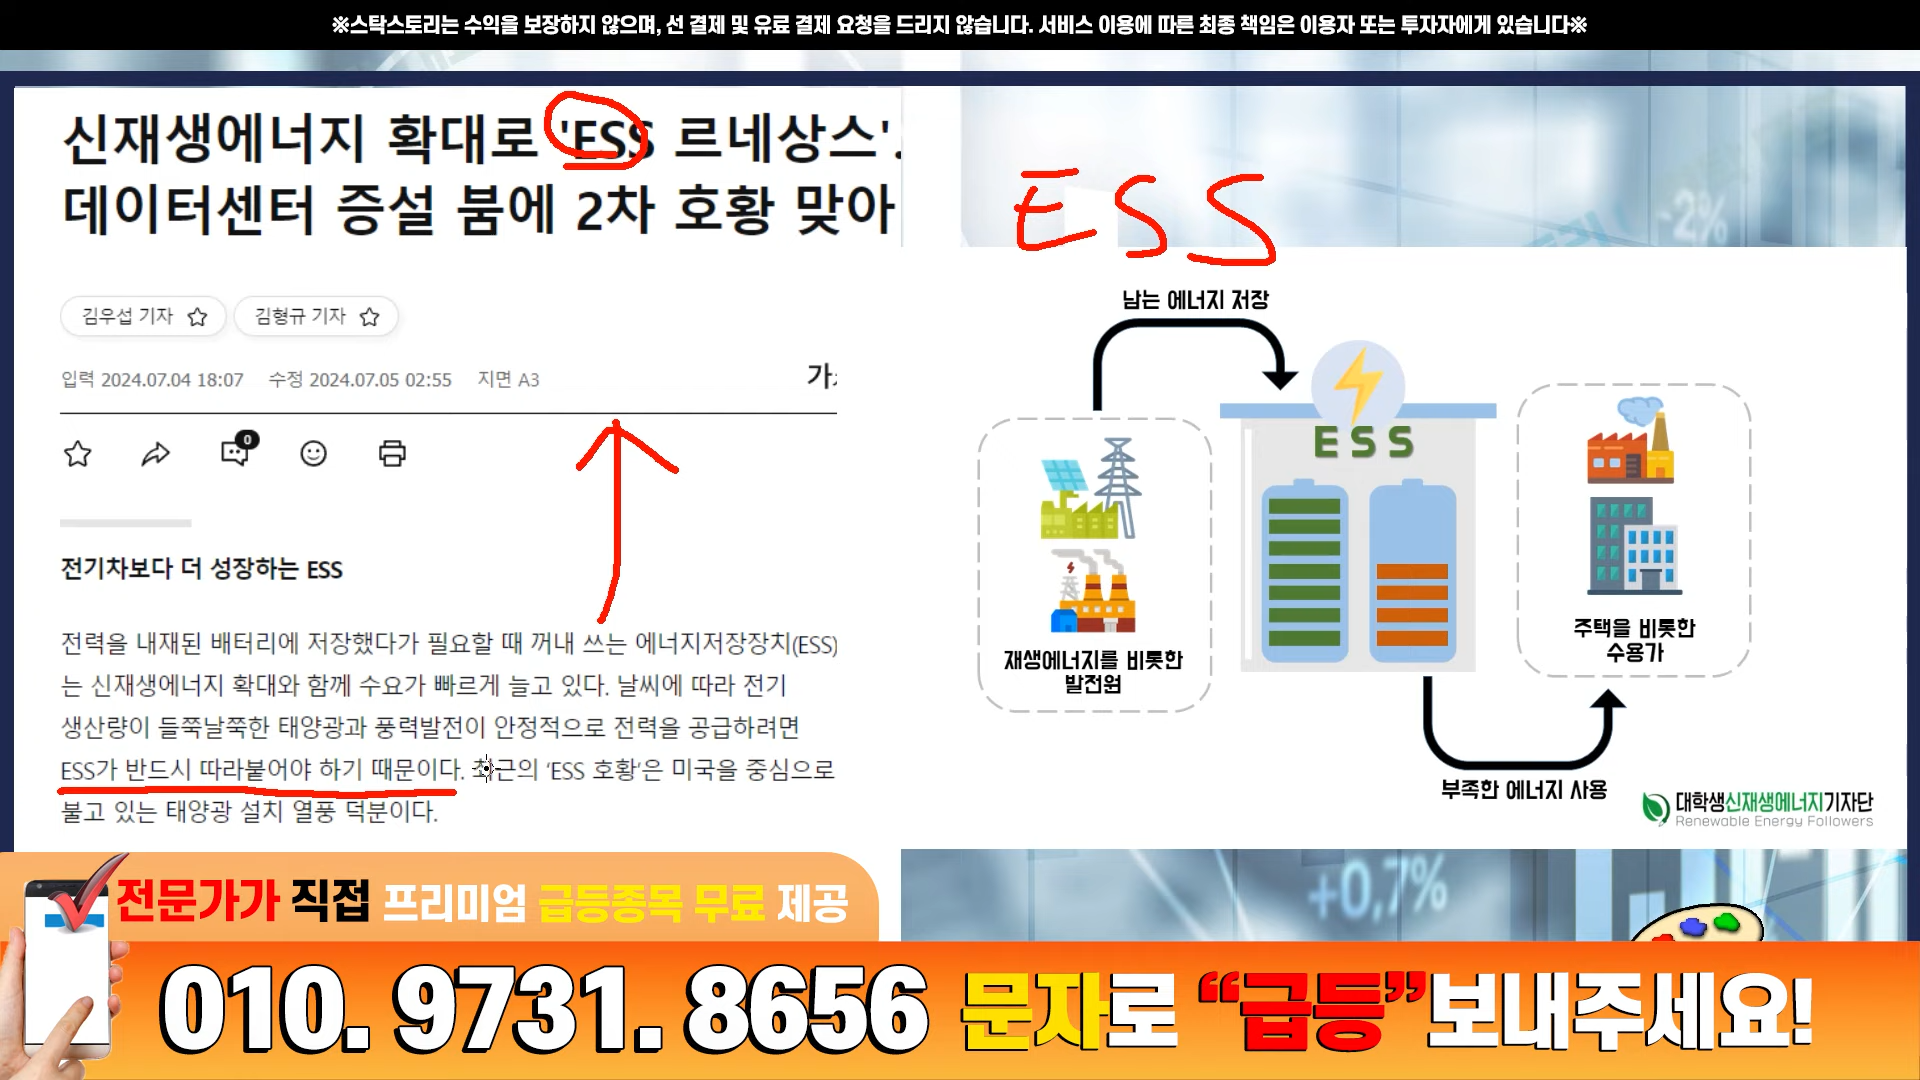 ※스탁스토리는 수익을 보장하지 않으며, 선 결제 및 유료 결제 요청을 드리지 않습니다. 서비스 이용에 따른 최종 책임은 이용자 또는 투자자에게 있습니다※
신재생에너지 확대로 'ESS 르네상스'.
데이터센터 증설 붐에 2차 호황 맞아
김우섭 기자 김형규 기자
입력 2024.07.04 18:07 수정 2024.07.05 02:55 지면 A3
가
0
전기차보다 더 성장하는 ESS
전력을 내재된 배터리에 저장했다가 필요할 때 꺼내 쓰는 에너지저장장치(ESS)
는 신재생에너지 확대와 함께 수요가 빠르게 늘고 있다. 날씨에 따라 전기
생산량이 들쭉날쭉한 태양광과 풍력발전이 안정적으로 전력을 공급하려면
ESS가 반드시 따라붙어야 하기 때문이다. 최근의 'ESS 호황'은 미국을 중심으로
불고 있는 태양광 설치 열풍 덕분이다.
-2%
ESS
남는 에너지 저장
ESS
재생에너지를 비롯한
발전원
주택을 비롯한
수용가
부족한 에너지 사용
대학생신재생에너지기자단
Renewable Energy Followers
+0,7%
전문가가 직접 프리미엄 급등종목 무료 제공
010. 9731. 8656 문자로 “급등”보내주세요!